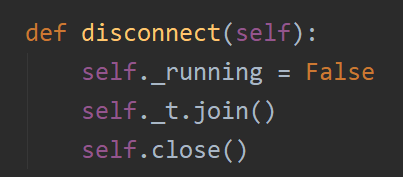 def disconnect(self):
    self._running = False
    self._t.join()
    self.close()